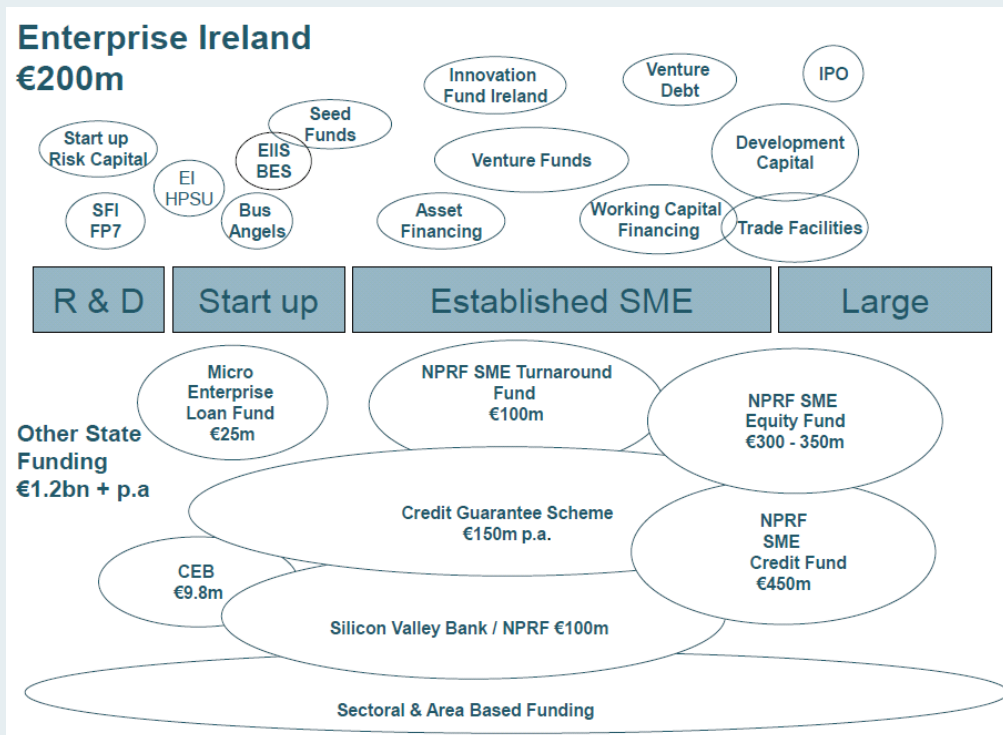 Enterprise Ireland
€200m
Start up
Risk Capital
SFI
FP7
EI
HPSU
Seed
Funds
EIIS
BES
Bus
Angels
Innovation
Fund Ireland
Venture Funds
Asset
Financing
Venture
Debt
Working Capital
Financing
IPO
Development
Capital
Trade Facilities
R & D
Start up
Established SME
Large
Micro
Enterprise
Loan Fund
€25m
NPRF SME Turnaround
Fund
€100m
NPRF SME
Equity Fund
€300 - 350m
Other State
Funding
€1.2bn + p.a
Credit Guarantee Scheme
€150m p.a.
NPRF
SME
Credit Fund
€450m
CEB
€9.8m
Silicon Valley Bank / NPRF €100m
Sectoral & Area Based Funding